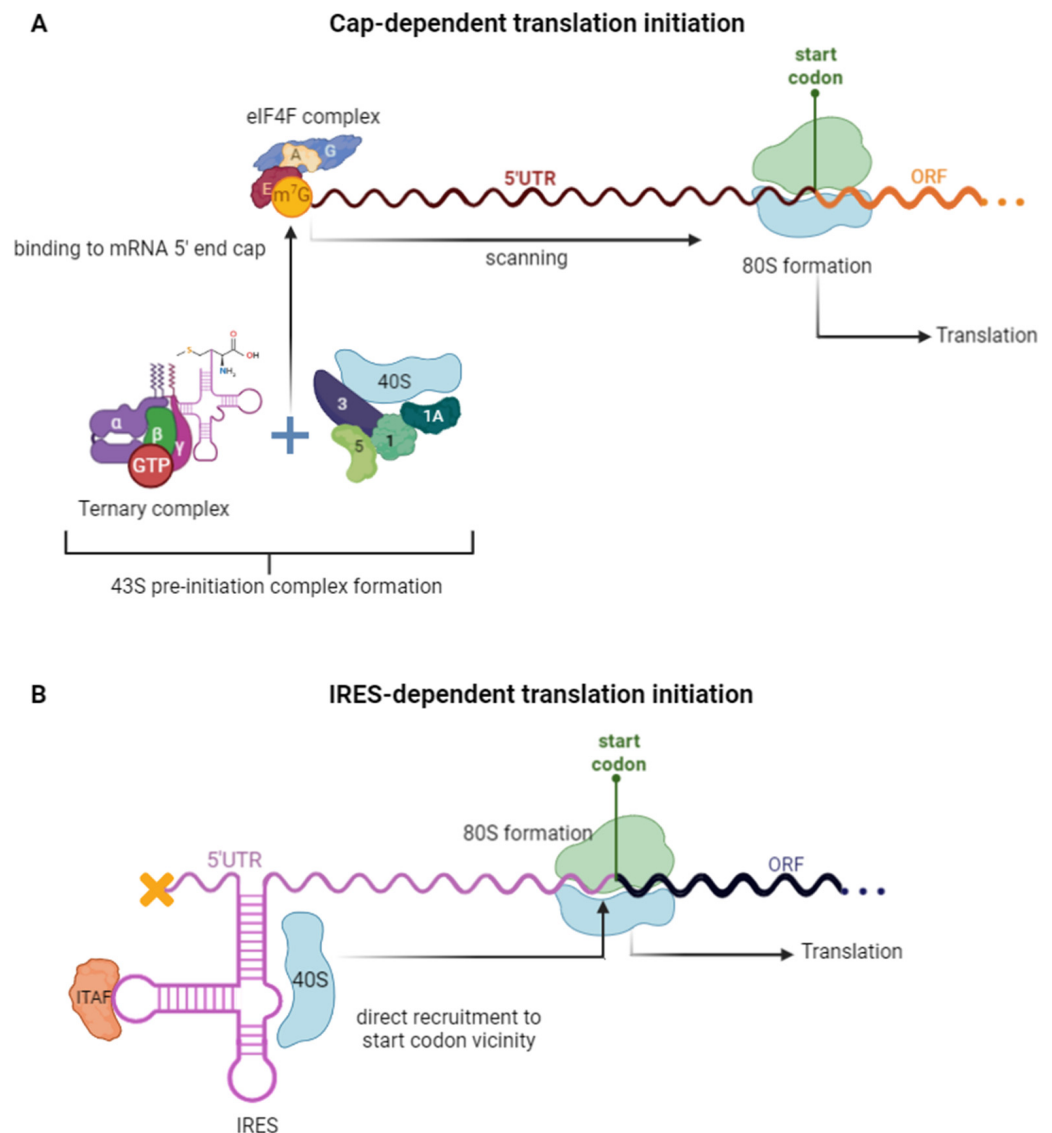 A
Cap-dependent translation initiation
start
codon
eIF4F complex
A
G
E
m⁷G
5'UTR
ORF
binding to mRNA 5' end cap
scanning
80S formation
Translation
S
O
OH
NH₂
40S
3
1A
α
β
γ
5
1
GTP
Ternary complex
43S pre-initiation complex formation
B
IRES-dependent translation initiation
start
codon
80S formation
5'UTR
ORF
Translation
40S
ITAF
direct recruitment to
start codon vicinity
IRES